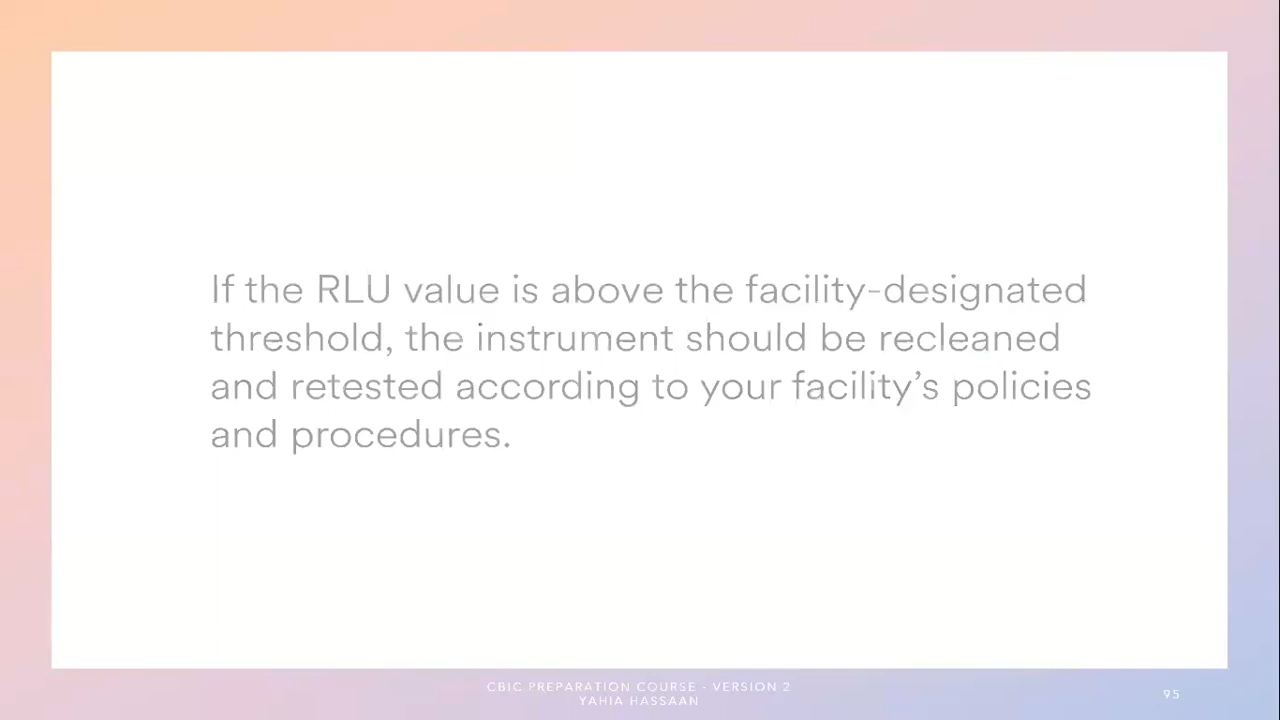 If the RLU value is above the facility-designated
threshold, the instrument should be recleaned
and retested according to your facility’s policies
and procedures.
CBIC PREPARATION COURSE - VERSION 2
YAHIA HASSAAN
95